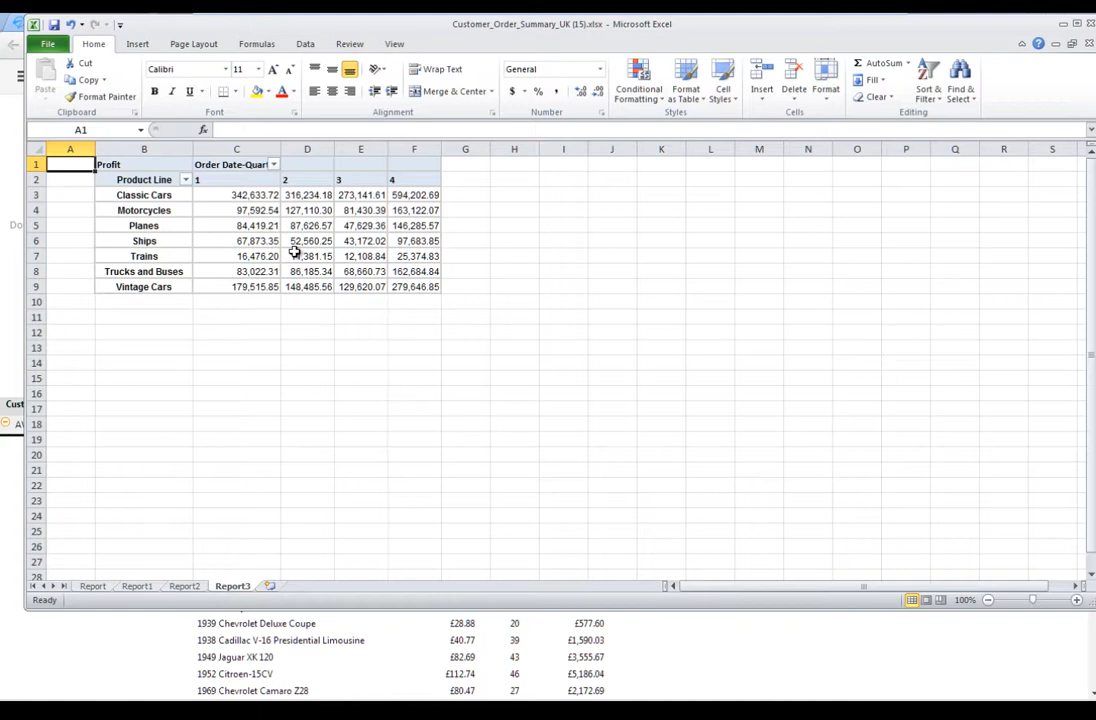 Customer_Order_Summary_UK (15).xlsx - Microsoft Excel
File Home Insert Page Layout Formulas Data Review View
Cut
Copy
Format Painter
Paste
Clipboard
Calibri 11
B I U
Font
Wrap Text
Merge & Center
Alignment
General
$ % ,
Number
Conditional Formatting
Format as Table
Cell Styles
Styles
Insert Delete Format
Cells
AutoSum
Fill
Clear
Sort & Filter
Find & Select
Editing
A1 fx
A B C D E F G H I J K L M N O P Q R S
1 Profit Order Date-Quart
2 Product Line 1 2 3 4
3 Classic Cars 342,633.72 316,234.18 273,141.61 594,202.69
4 Motorcycles 97,592.54 127,110.30 81,430.39 163,122.07
5 Planes 84,419.21 87,626.57 47,629.36 146,285.57
6 Ships 67,873.35 52,560.25 43,172.02 97,683.85
7 Trains 16,476.20 381.15 12,108.84 25,374.83
8 Trucks and Buses 83,022.31 86,185.34 68,660.73 162,684.84
9 Vintage Cars 179,515.85 148,485.56 129,620.07 279,646.85
10
11
12
13
14
15
16
17
18
19
20
21
22
23
24
25
26
27
28
Do
Cust
AV
Report Report1 Report2 Report3
Ready 100%
1939 Chevrolet Deluxe Coupe £28.88 20 £577.60
1938 Cadillac V-16 Presidential Limousine £40.77 39 £1,590.03
1949 Jaguar XK 120 £82.69 43 £3,555.67
1952 Citroen-15CV £112.74 46 £5,186.04
1969 Chevrolet Camaro Z28 £80.47 27 £2,172.69